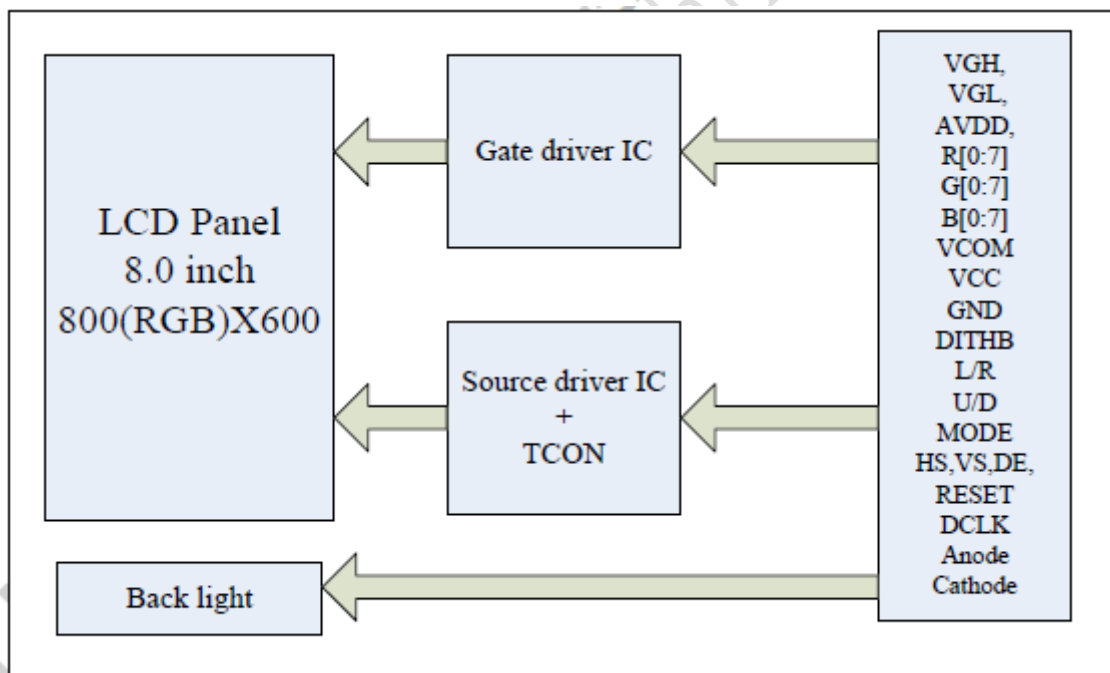 LCD Panel
8.0 inch
800(RGB)X600
Gate driver IC
Source driver IC
+
TCON
Back light
VGH,
VGL,
AVDD,
R[0:7]
G[0:7]
B[0:7]
VCOM
VCC
GND
DITHB
L/R
U/D
MODE
HS,VS,DE,
RESET
DCLK
Anode
Cathode